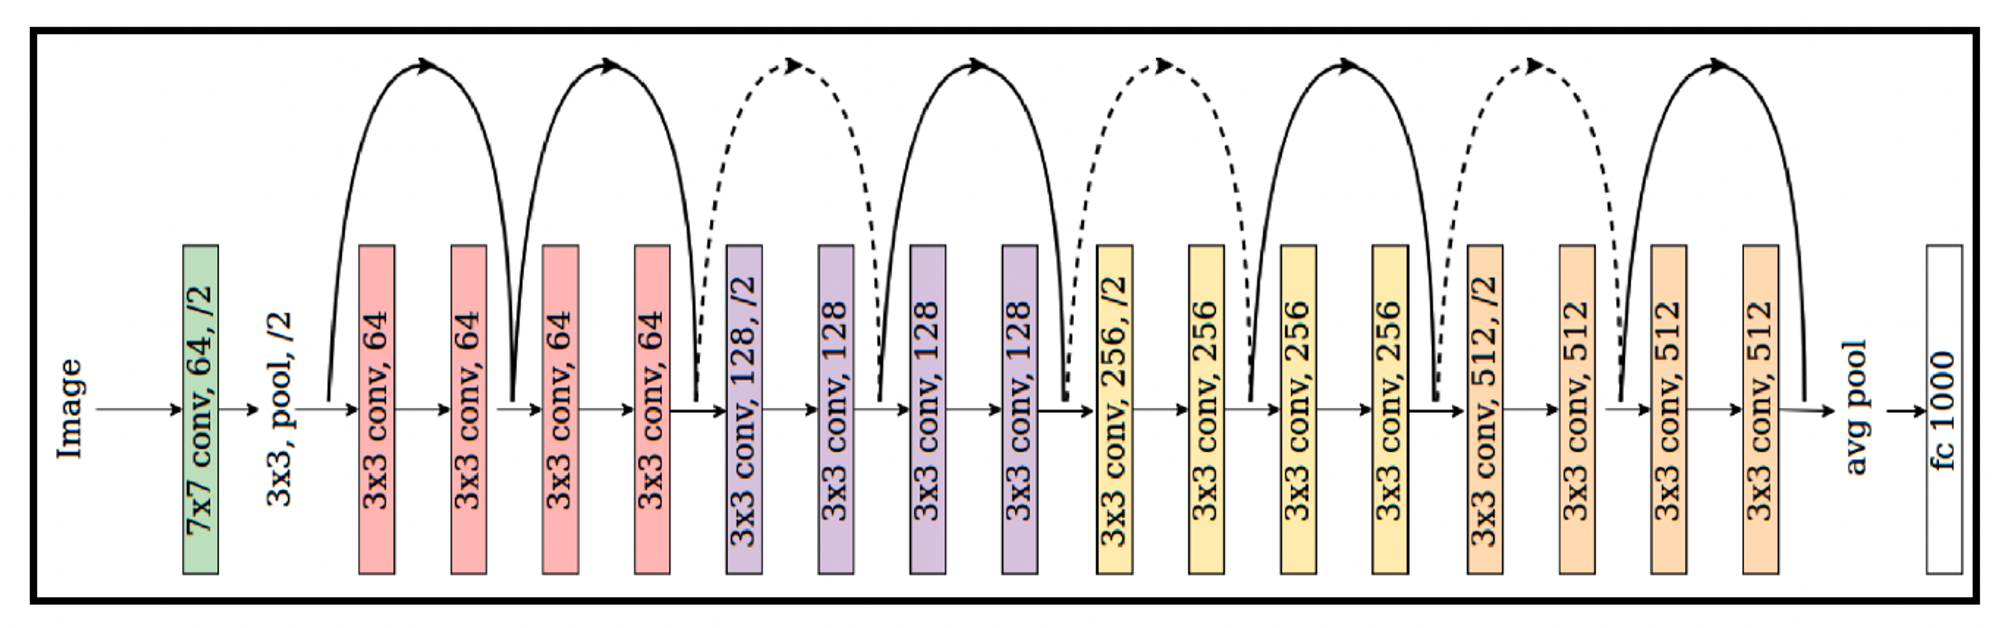 Image
7x7 conv, 64, /2
3x3, pool, /2
3x3 conv, 64
3x3 conv, 64
3x3 conv, 64
3x3 conv, 64
3x3 conv, 128, /2
3x3 conv, 128
3x3 conv, 128
3x3 conv, 128
3x3 conv, 256, /2
3x3 conv, 256
3x3 conv, 256
3x3 conv, 256
3x3 conv, 512, /2
3x3 conv, 512
3x3 conv, 512
3x3 conv, 512
avg pool
fc 1000